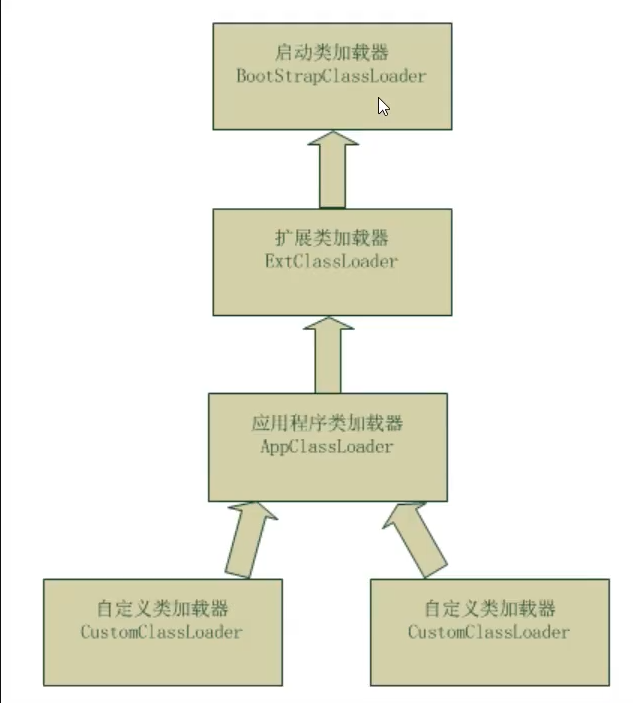 启动类加载器
BootStrapClassLoader
扩展类加载器
ExtClassLoader
应用程序类加载器
AppClassLoader
自定义类加载器
CustomClassLoader
自定义类加载器
CustomClassLoader